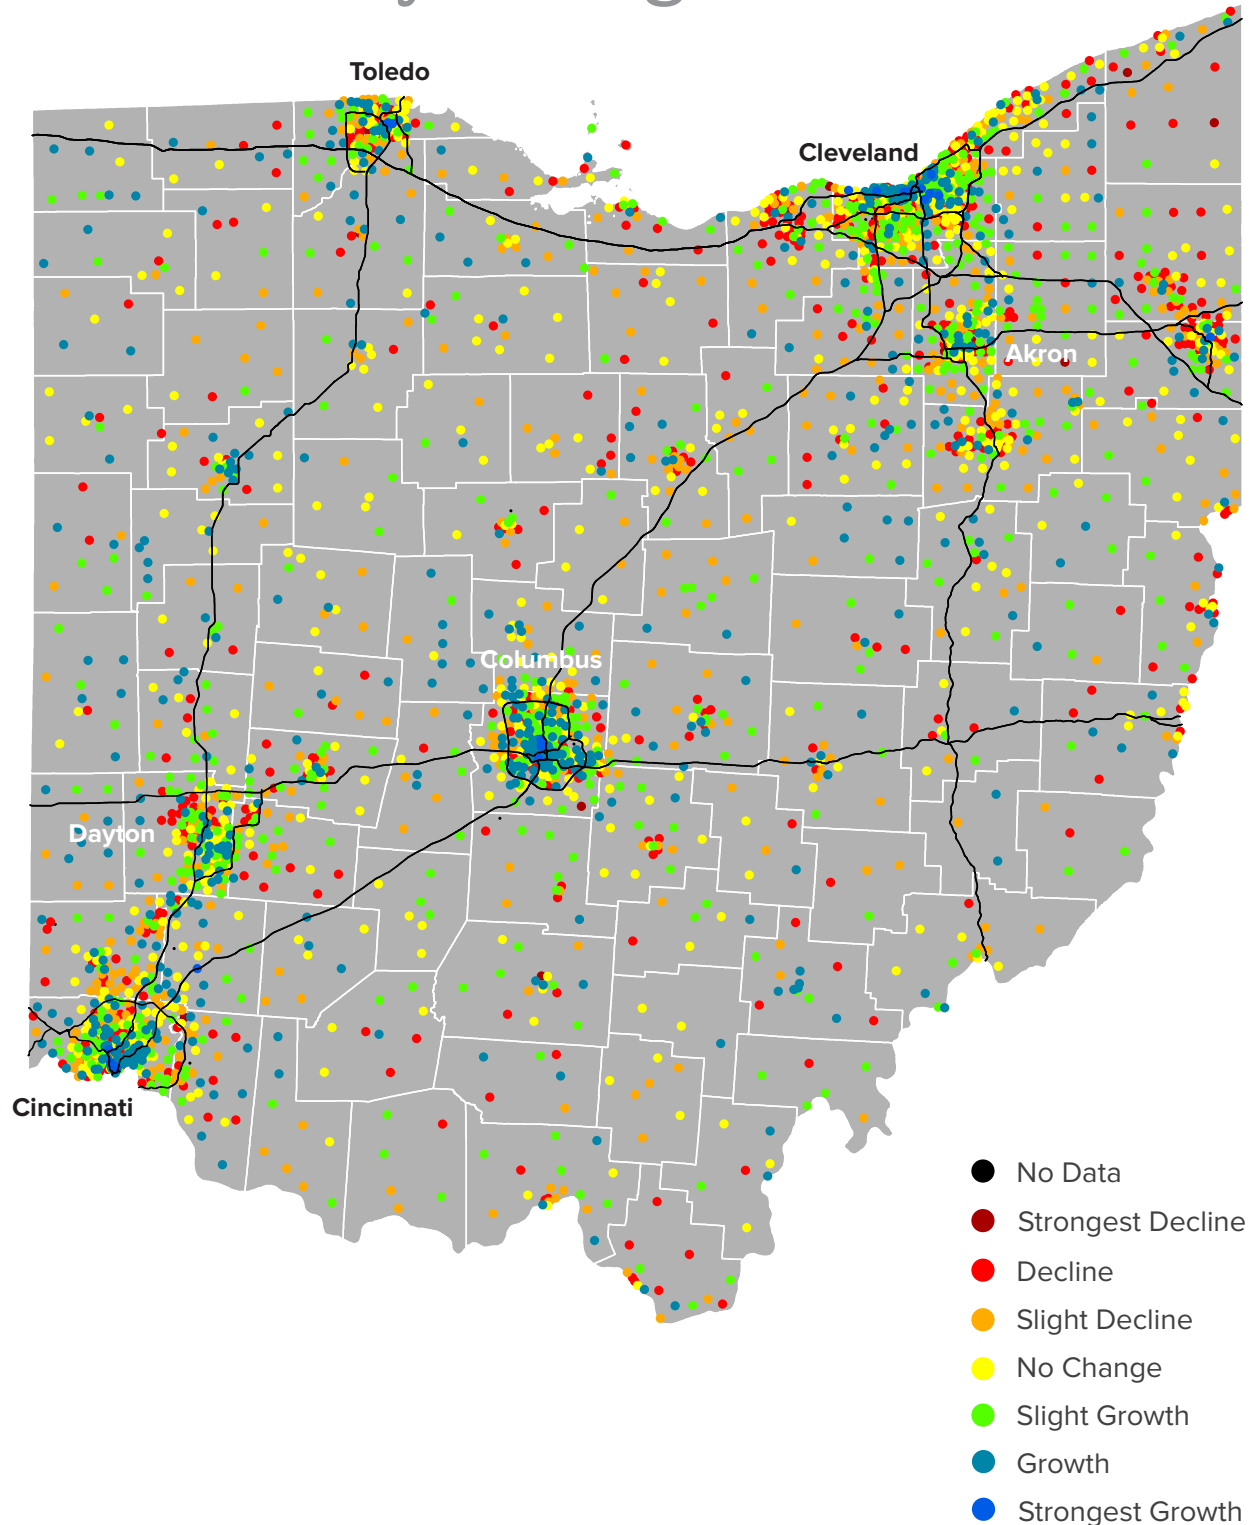 Toledo
Cleveland
Akron
Columbus
Dayton
Cincinnati
No Data
Strongest Decline
Decline
Slight Decline
No Change
Slight Growth
Growth
Strongest Growth